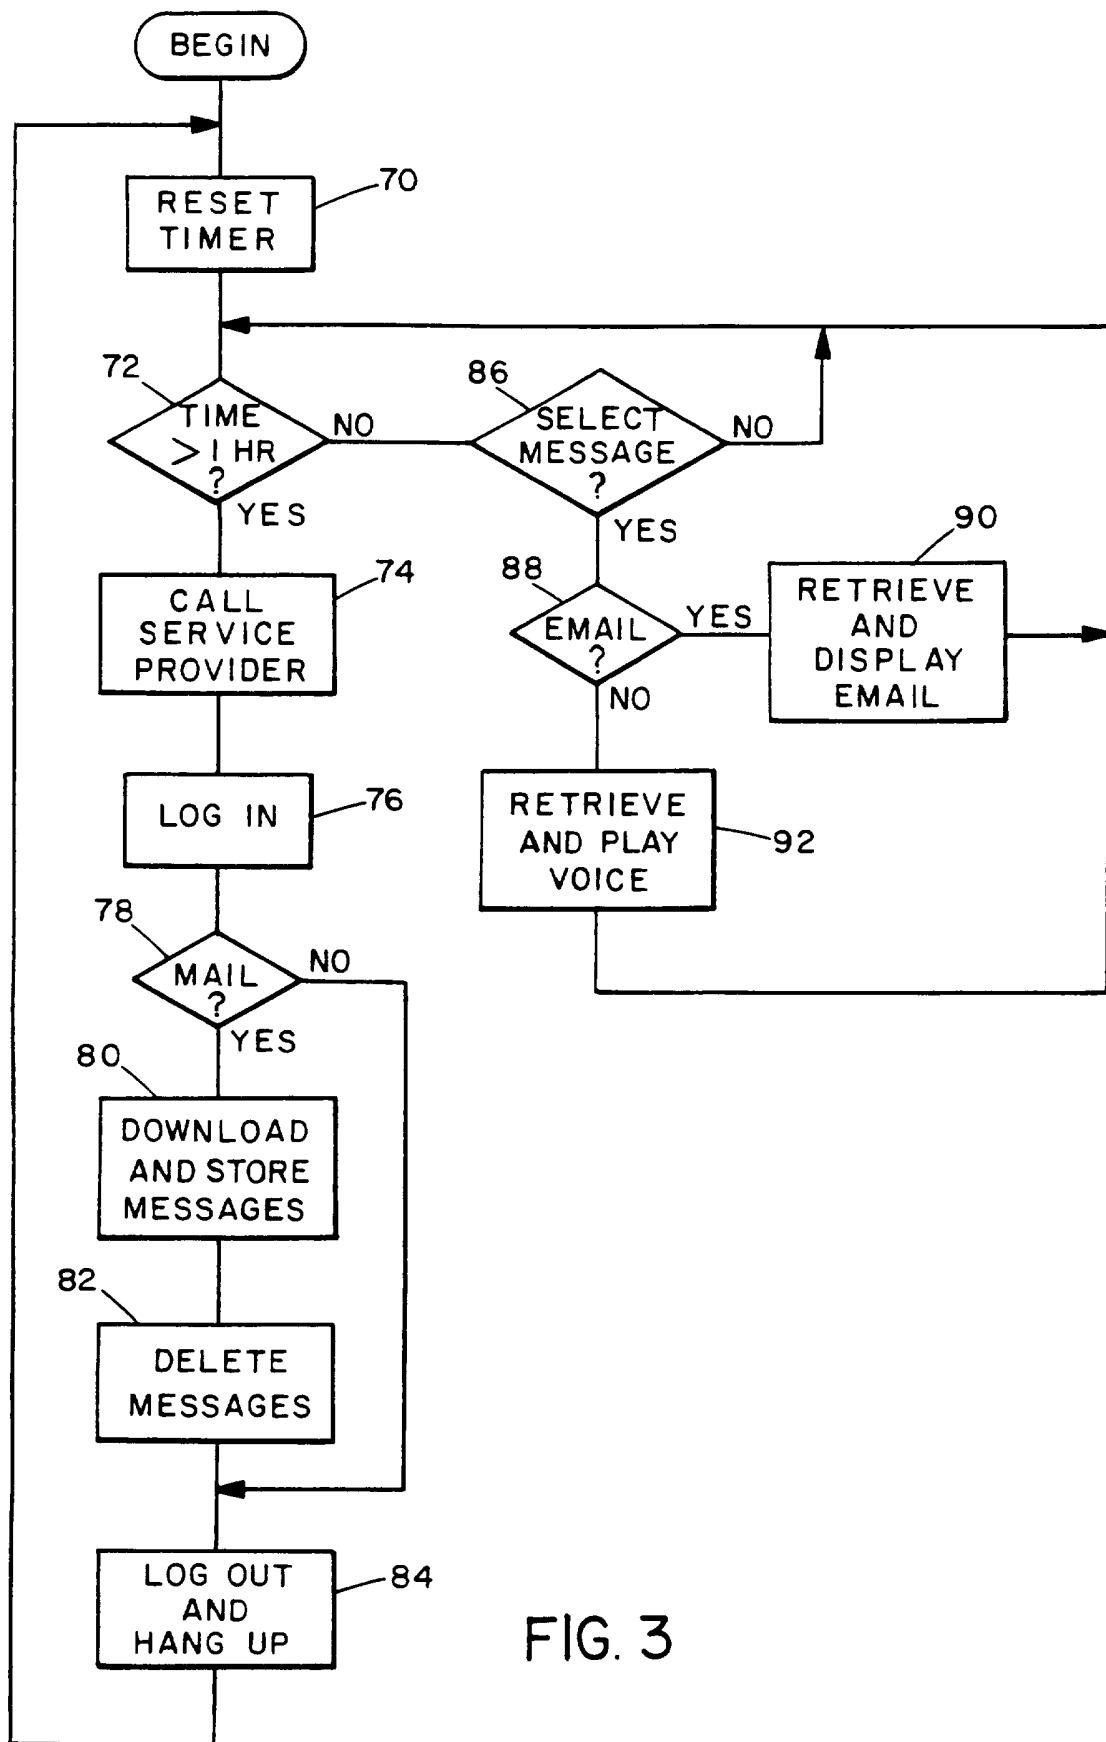 BEGIN
RESET
TIMER
70
72
TIME
> 1 HR
?
NO
YES
86
SELECT
MESSAGE
?
NO
YES
74
CALL
SERVICE
PROVIDER
88
EMAIL
?
YES
NO
90
RETRIEVE
AND
DISPLAY
EMAIL
76
LOG IN
RETRIEVE
AND PLAY
VOICE
92
78
MAIL
?
NO
YES
80
DOWNLOAD
AND STORE
MESSAGES
82
DELETE
MESSAGES
LOG OUT
AND
HANG UP
84
FIG. 3